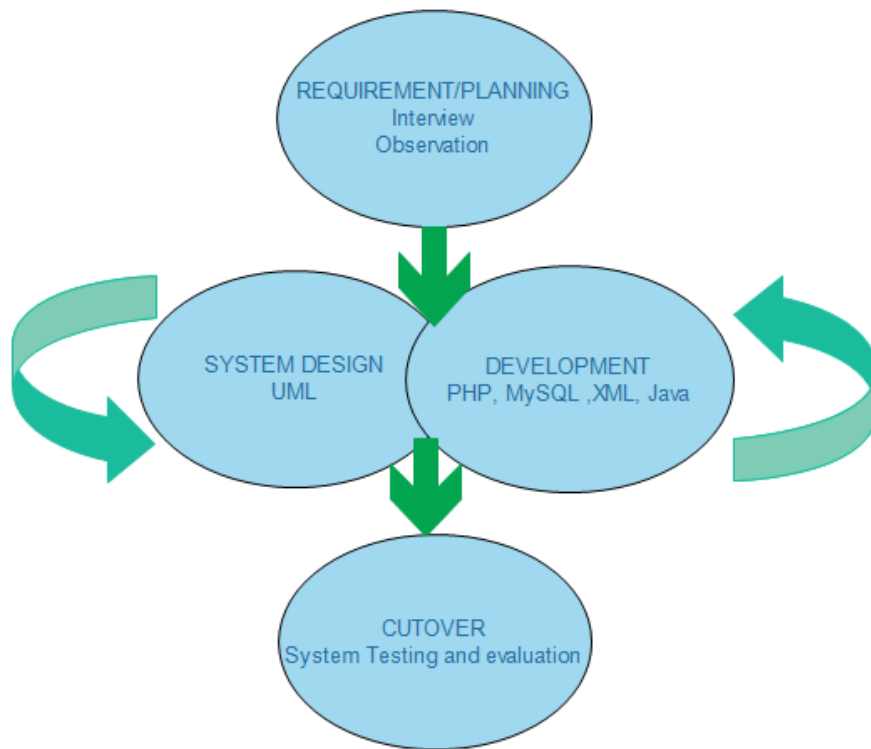 REQUIREMENT/PLANNING
Interview
Observation
SYSTEM DESIGN
UML
DEVELOPMENT
PHP, MySQL ,XML, Java
CUTOVER
System Testing and evaluation